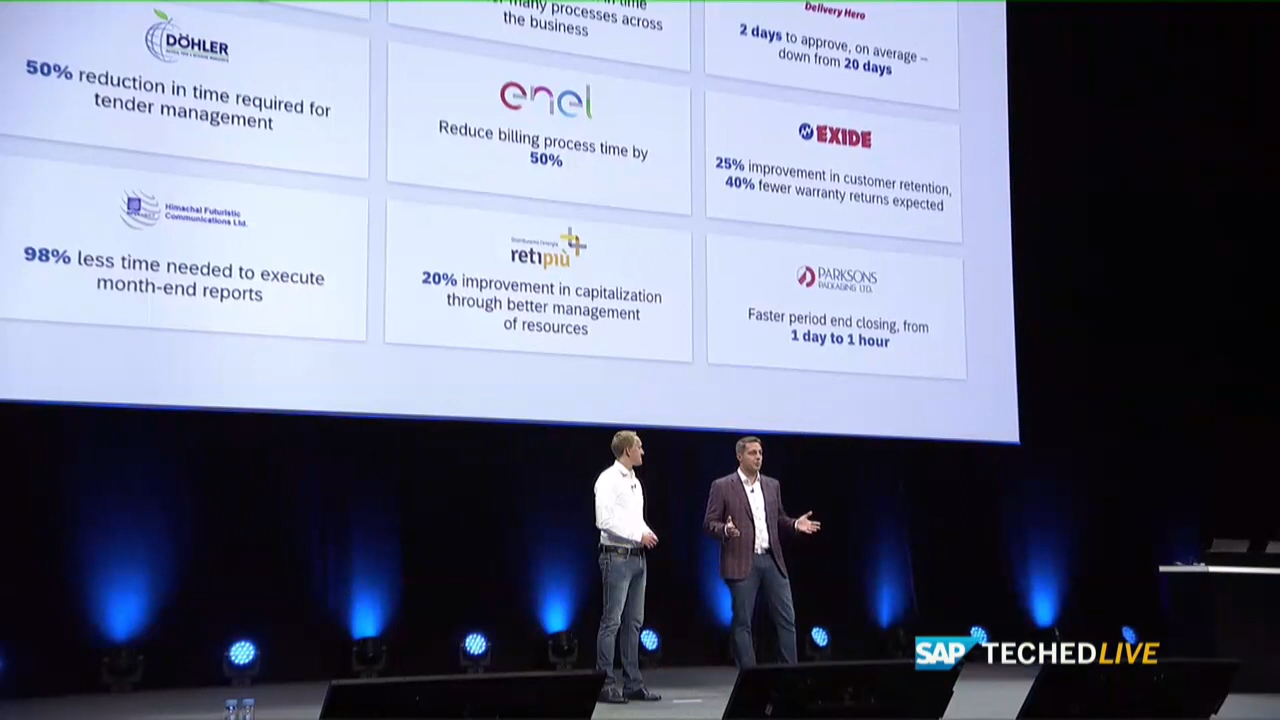 many processes across
the business
Delivery Hero
2 days to approve, on average –
down from 20 days
DÖHLER
50% reduction in time required for
tender management
enel
Reduce billing process time by
50%
EXIDE
25% improvement in customer retention,
40% fewer warranty returns expected
Himachal Futuristic
Communications Ltd.
98% less time needed to execute
month-end reports
retipiù
20% improvement in capitalization
through better management
of resources
PARKSONS
PACKAGING LTD.
Faster period end closing, from
1 day to 1 hour
SAP TECHEDLIVE